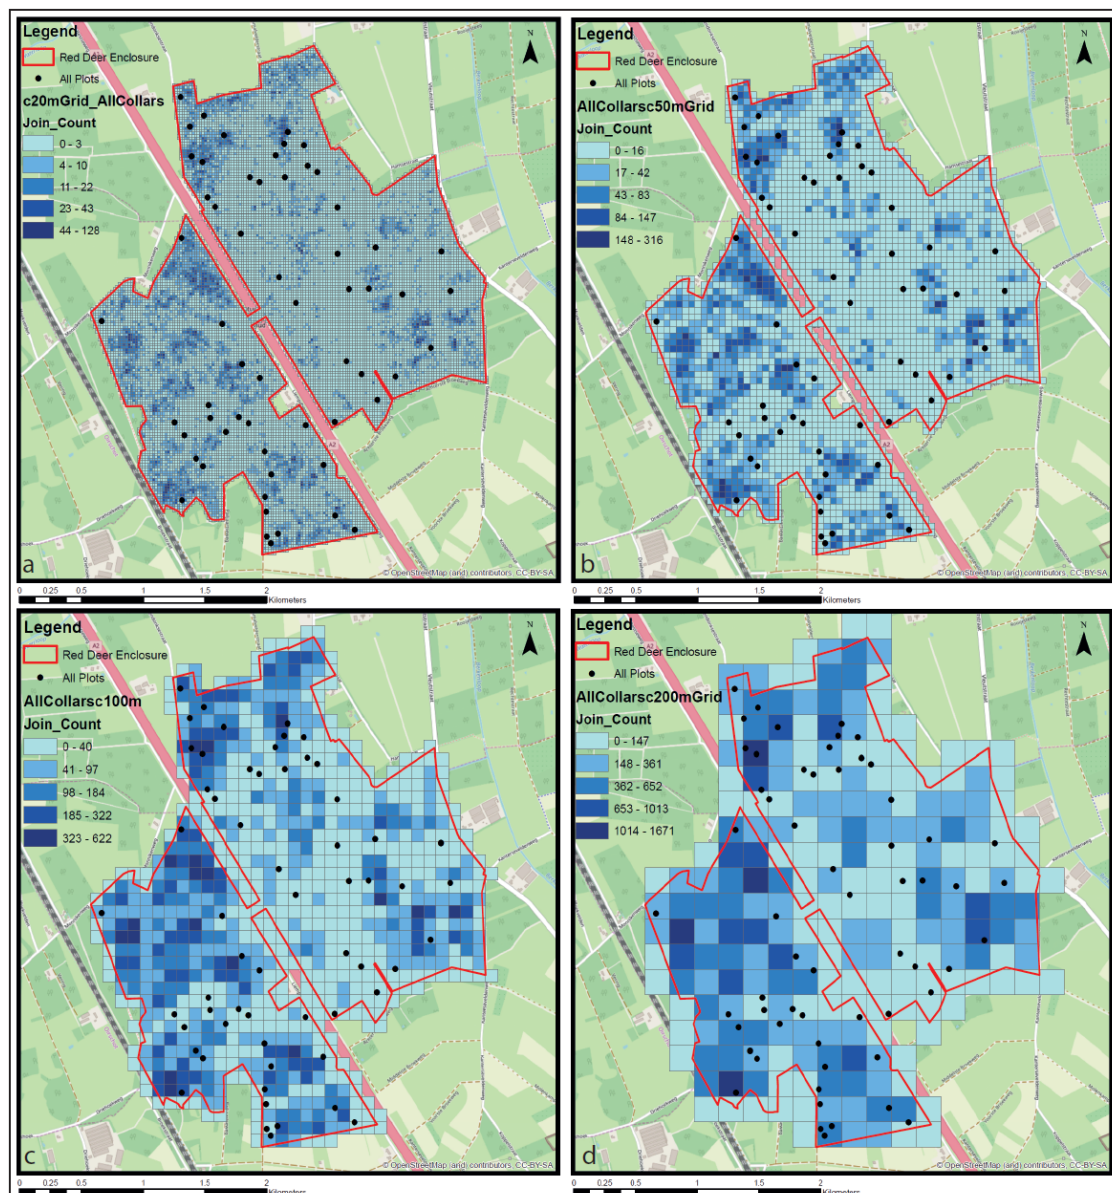 Legend
Red Deer Enclosure
All Plots
c20mGrid_AllCollars
Join_Count
0 - 3
4 - 10
11 - 22
23 - 43
44 - 128
N
A2
A2
a
© OpenStreetMap (and) contributors, CC-BY-SA
0 0.25 0.5 1 1.5 2
Kilometers
Legend
Red Deer Enclosure
All Plots
AllCollarsc50mGrid
Join_Count
0 - 16
17 - 42
43 - 83
84 - 147
148 - 316
N
A2
A2
b
© OpenStreetMap (and) contributors, CC-BY-SA
0 0.25 0.5 1 1.5 2
Kilometers
Legend
Red Deer Enclosure
All Plots
AllCollarsc100m
Join_Count
0 - 40
41 - 97
98 - 184
185 - 322
323 - 622
N
A2
A2
c
© OpenStreetMap (and) contributors, CC-BY-SA
0 0.25 0.5 1 1.5 2
Kilometers
Legend
Red Deer Enclosure
All Plots
AllCollarsc200mGrid
Join_Count
0 - 147
148 - 361
362 - 652
653 - 1013
1014 - 1671
N
d
© OpenStreetMap (and) contributors, CC-BY-SA
0 0.25 0.5 1 1.5 2
Kilometers